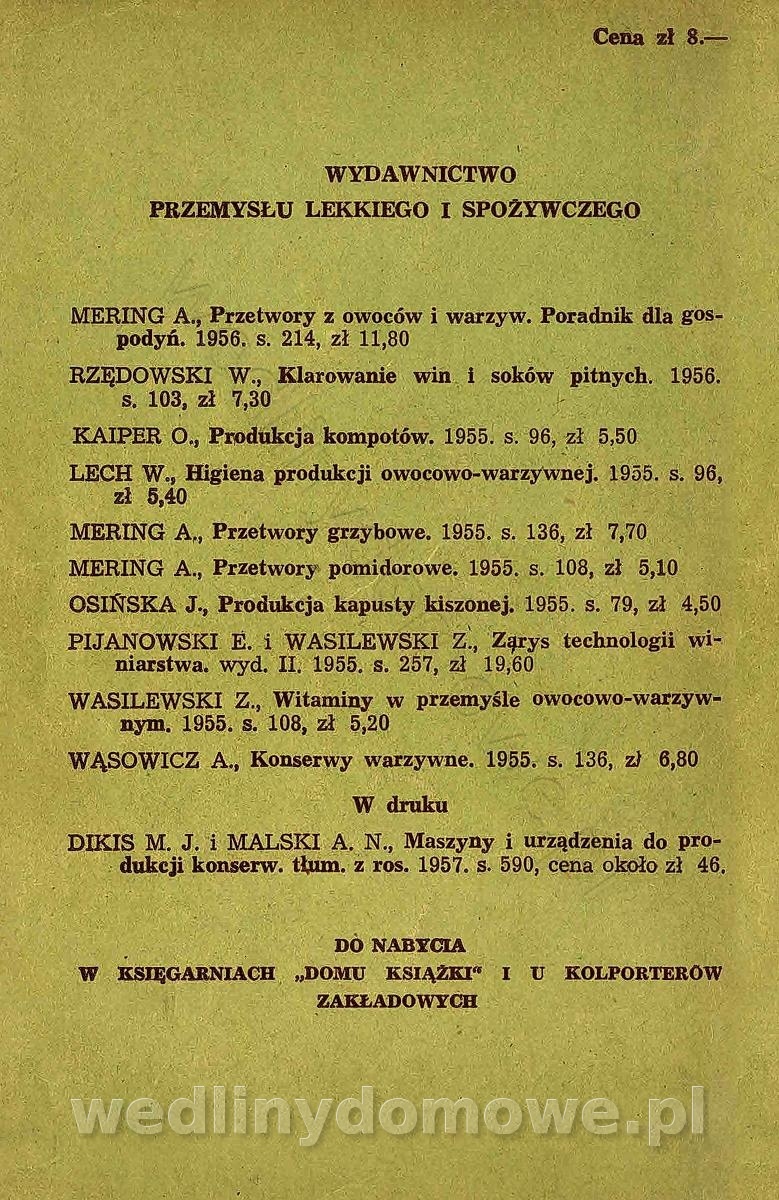 Cena zł 8.—
WYDAWNICTWO
PRZEMYSŁU LEKKIEGO I SPOŻYWCZEGO
MERING A., Przetwory z owoców i warzyw. Poradnik dla gos-
podyń. 1956. s. 214, zł 11,80
RZĘDOWSKI W., Klarowanie win i soków pitnych. 1956.
s. 103, zł 7,30
KAIPER O., Produkcja kompotów. 1955. s. 96, zł 5,50
LECH W., Higiena produkcji owocowo-warzywnej. 1955. s. 96,
zł 5,40
MERING A., Przetwory grzybowe. 1955. s. 136, zł 7,70
MERING A., Przetwory pomidorowe. 1955. s. 108, zł 5,10
OSIŃSKA J., Produkcja kapusty kiszonej. 1955. s. 79, zł 4,50
PIJANOWSKI E. i WASILEWSKI Z., Zarys technologii wi-
niarstwa. wyd. II. 1955. s. 257, zł 19,60
WASILEWSKI Z., Witaminy w przemyśle owocowo-warzyw-
nym. 1955. s. 108, zł 5,20
WĄSOWICZ A., Konserwy warzywne. 1955. s. 136, zł 6,80
W druku
DIKIS M. J. i MALSKI A. N., Maszyny i urządzenia do pro-
dukcji konserw. tłum. z ros. 1957. s. 590, cena około zł 46.
DO NABYCIA
W KSIĘGARNIACH „DOMU KSIĄŻKI" I U KOLPORTERÓW
ZAKŁADOWYCH
wedlinydomowe.pl